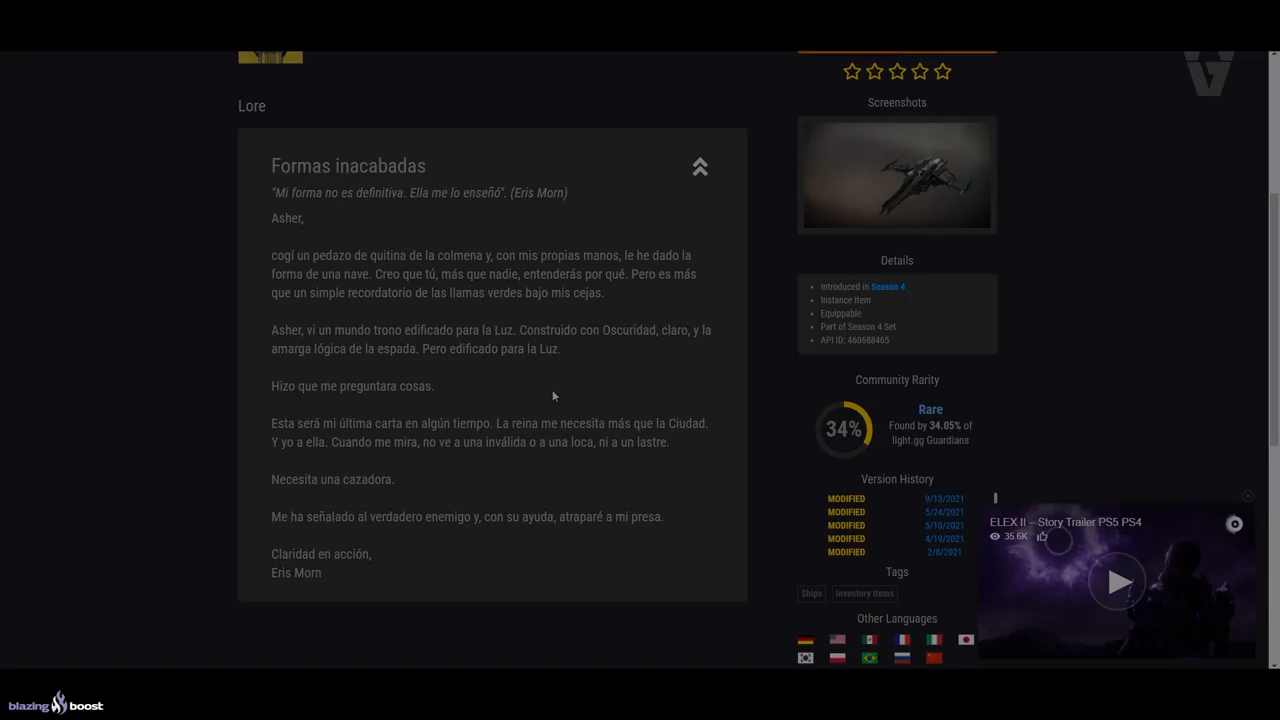 Lore
Formas inacabadas
"Mi forma no es definitiva. Ella me lo enseñó". (Eris Morn)
Asher,
cogí un pedazo de quitina de la colmena y, con mis propias manos, le he dado la
forma de una nave. Creo que tú, más que nadie, entenderás por qué. Pero es más
que un simple recordatorio de las llamas verdes bajo mis cejas.
Asher, vi un mundo trono edificado para la Luz. Construido con Oscuridad, claro, y la
amarga lógica de la espada. Pero edificado para la Luz.
Hizo que me preguntara cosas.
Esta será mi última carta en algún tiempo. La reina me necesita más que la Ciudad.
Y yo a ella. Cuando me mira, no ve a una inválida o a una loca, ni a un lastre.
Necesita una cazadora.
Me ha señalado al verdadero enemigo y, con su ayuda, atraparé a mi presa.
Claridad en acción,
Eris Morn
Screenshots
Details
Introduced in Season 4
Instance Item
Equippable
Part of Season 4 Set
API ID: 460688465
Community Rarity
34%
Rare
Found by 34.05% of
light.gg Guardians
Version History
MODIFIED 9/13/2021
MODIFIED 5/24/2021
MODIFIED 5/10/2021
MODIFIED 4/19/2021
MODIFIED 2/8/2021
Tags
Ships Inventory Items
Other Languages
ELEX II – Story Trailer PS5 PS4
35.6K
blazing boost